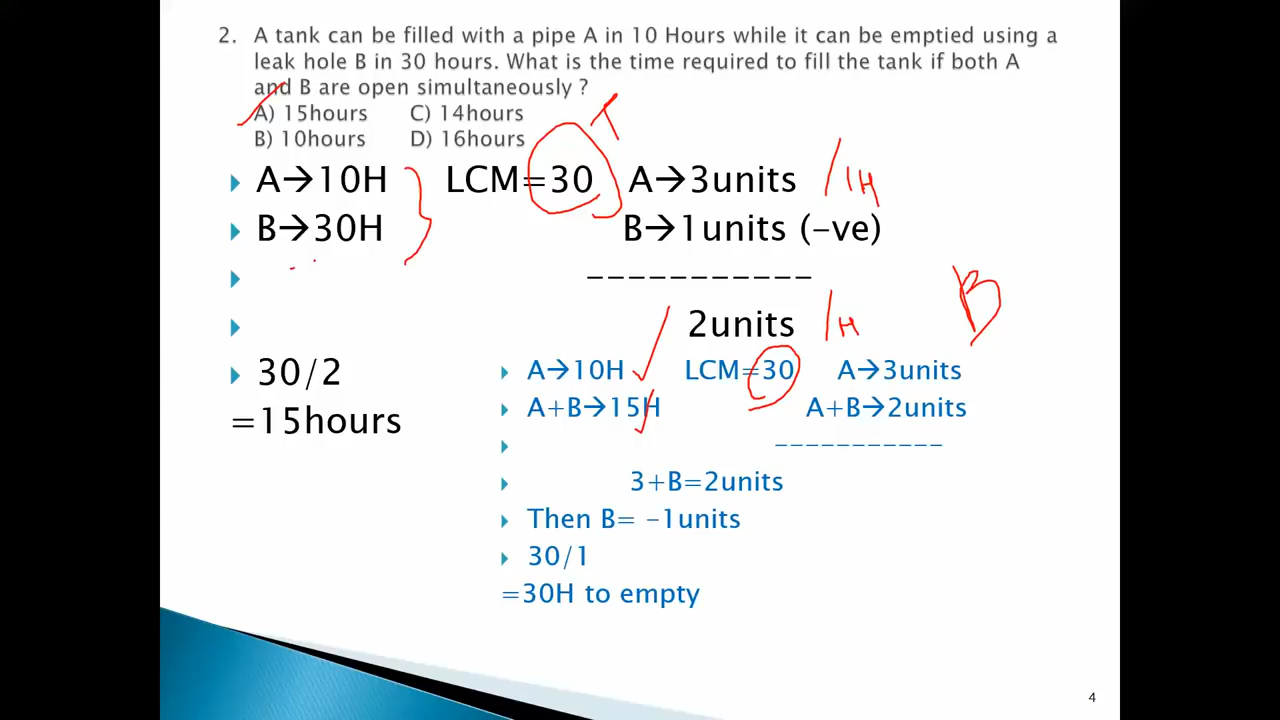 2. A tank can be filled with a pipe A in 10 Hours while it can be emptied using a
leak hole B in 30 hours. What is the time required to fill the tank if both A
and B are open simultaneously ?
A) 15hours C) 14hours
B) 10hours D) 16hours
T
A→10H LCM=30 A→3units /1H
B→30H B→1units (-ve)
-----------
2units /H
B
30/2
=15hours
A→10H LCM=30 A→3units
A+B→15H A+B→2units
-----------
3+B=2units
Then B= -1units
30/1
=30H to empty
4